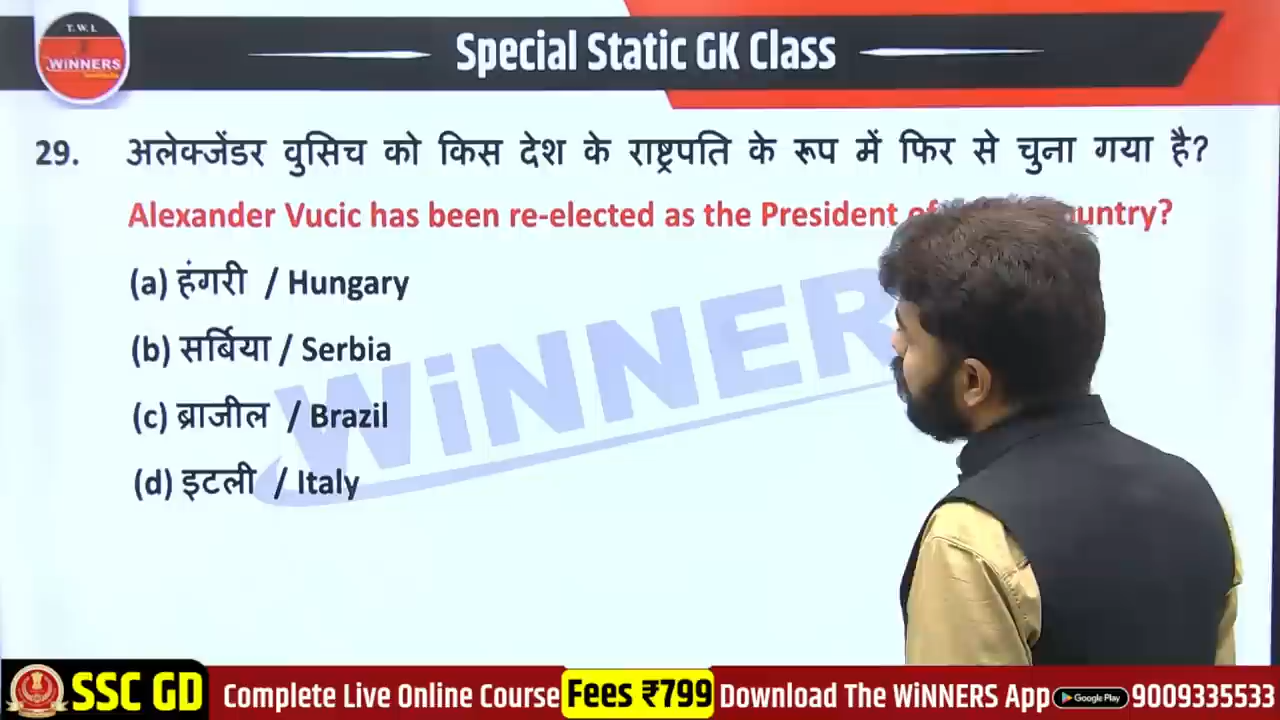 T.W.I.
WiNNERS
Special Static GK Class
29. अलेक्जेंडर वुसिच को किस देश के राष्ट्रपति के रूप में फिर से चुना गया है?
Alexander Vucic has been re-elected as the President untry?
(a) हंगरी / Hungary
(b) सर्बिया / Serbia
(c) ब्राजील / Brazil
(d) इटली / Italy
WiNNER
SSC GD Complete Live Online Course Fees ₹799 Download The WiNNERS App Google Play 9009335533